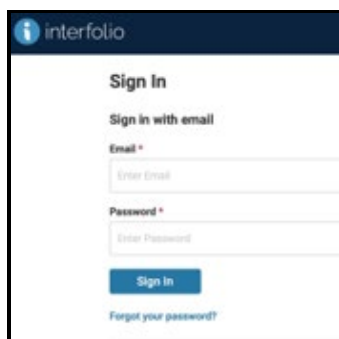 interfolio
Sign In
Sign in with email
Email *
Enter Email
Password *
Enter Password
Sign In
Forgot your password?